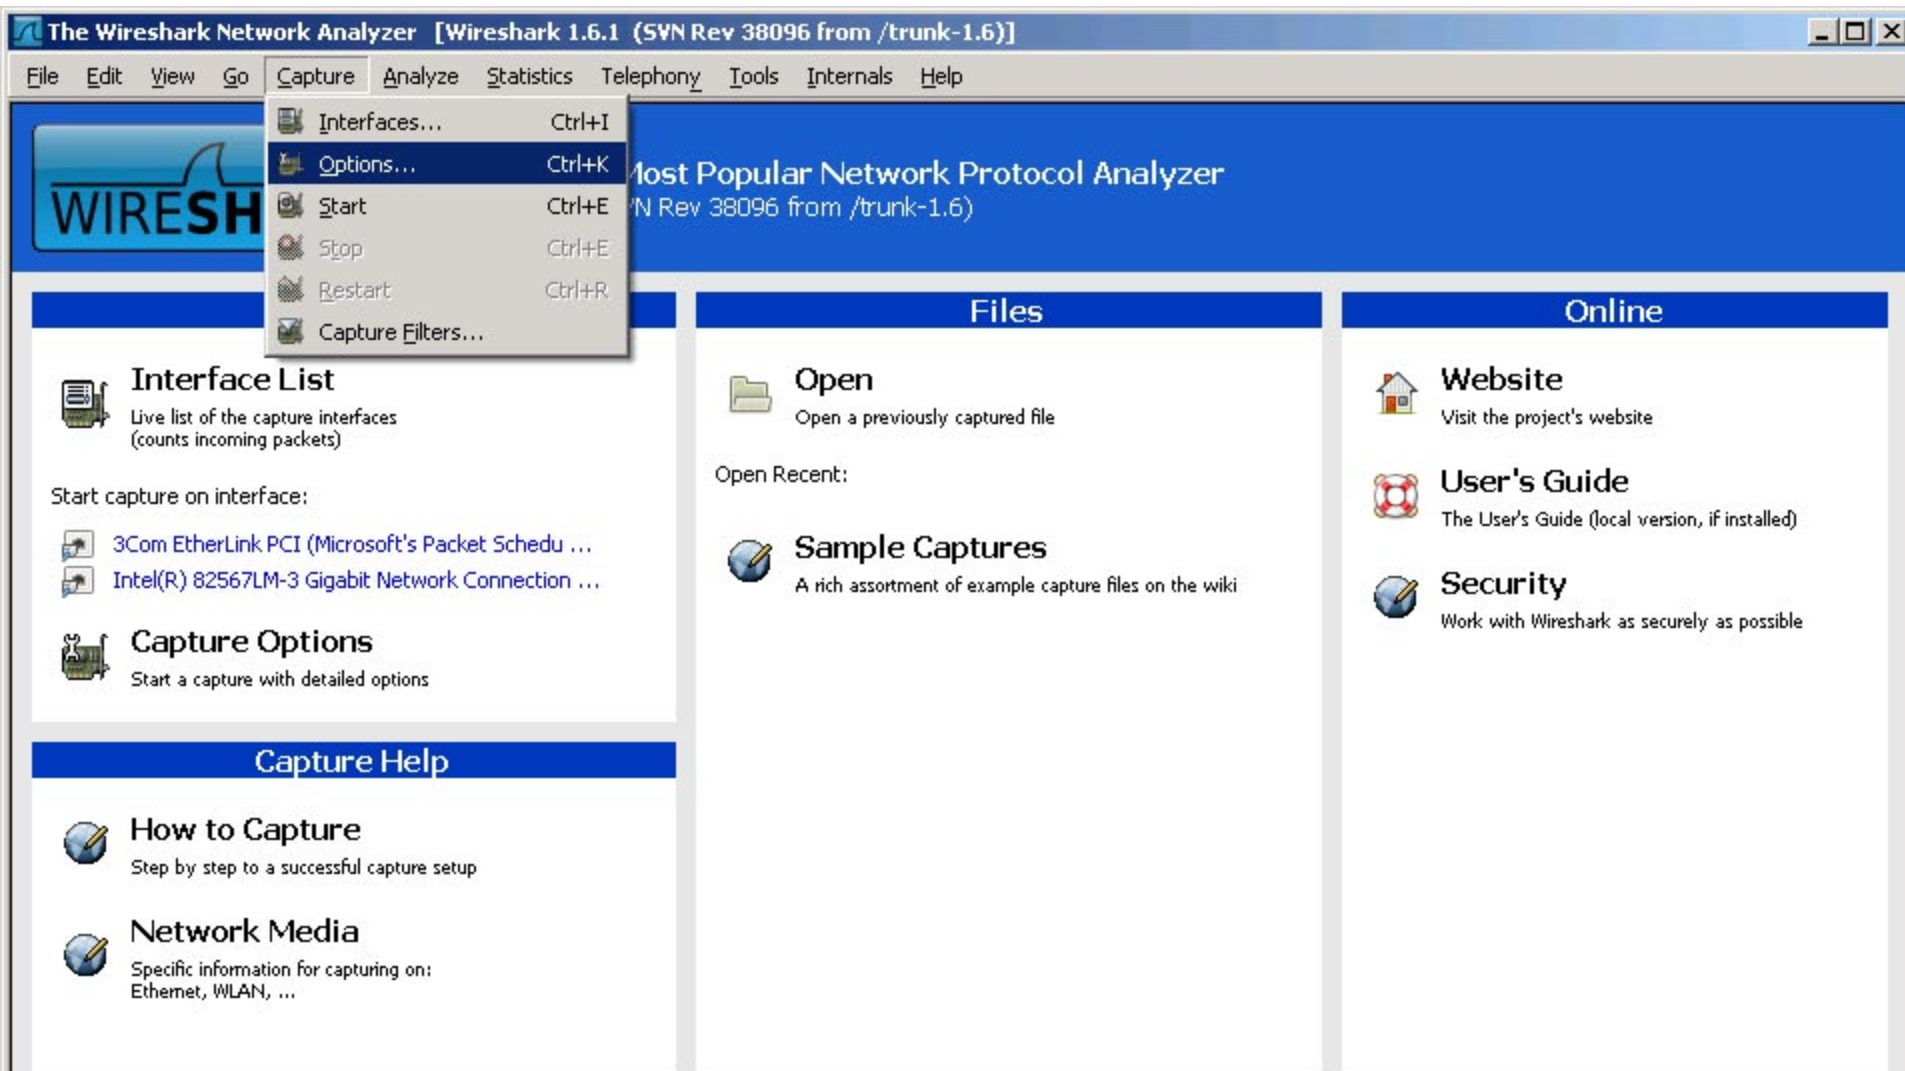 The Wireshark Network Analyzer [Wireshark 1.6.1 (SVN Rev 38096 from /trunk-1.6)]
File Edit View Go Capture Analyze Statistics Telephony Tools Internals Help
Interfaces... Ctrl+I
Options... Ctrl+K
Start Ctrl+E
Stop Ctrl+E
Restart Ctrl+R
Capture Filters...
WIRESH
Most Popular Network Protocol Analyzer
N Rev 38096 from /trunk-1.6)
Interface List
Live list of the capture interfaces
(counts incoming packets)
Start capture on interface:
3Com EtherLink PCI (Microsoft's Packet Schedu ...
Intel(R) 82567LM-3 Gigabit Network Connection ...
Capture Options
Start a capture with detailed options
Capture Help
How to Capture
Step by step to a successful capture setup
Network Media
Specific information for capturing on:
Ethernet, WLAN, ...
Files
Open
Open a previously captured file
Open Recent:
Sample Captures
A rich assortment of example capture files on the wiki
Online
Website
Visit the project's website
User's Guide
The User's Guide (local version, if installed)
Security
Work with Wireshark as securely as possible